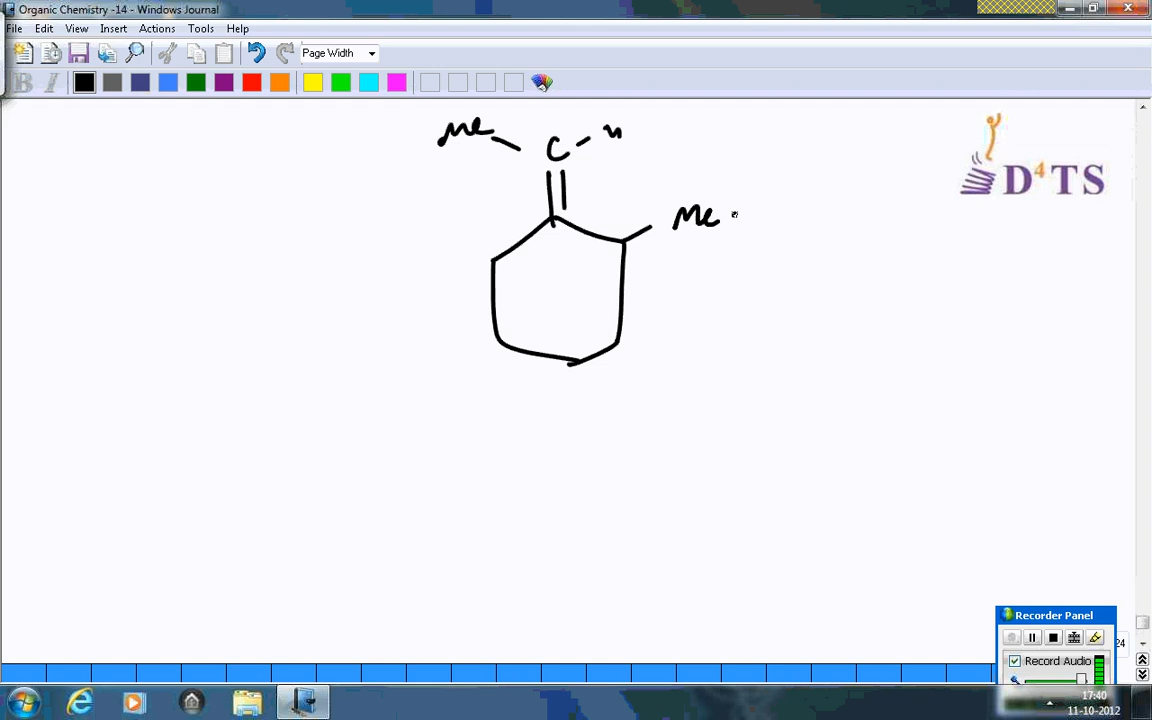 Organic Chemistry -14 - Windows Journal
File Edit View Insert Actions Tools Help
Page Width
B I
Me C H
Me
D4TS
Recorder Panel
24
Record Audio
17:40
11-10-2012